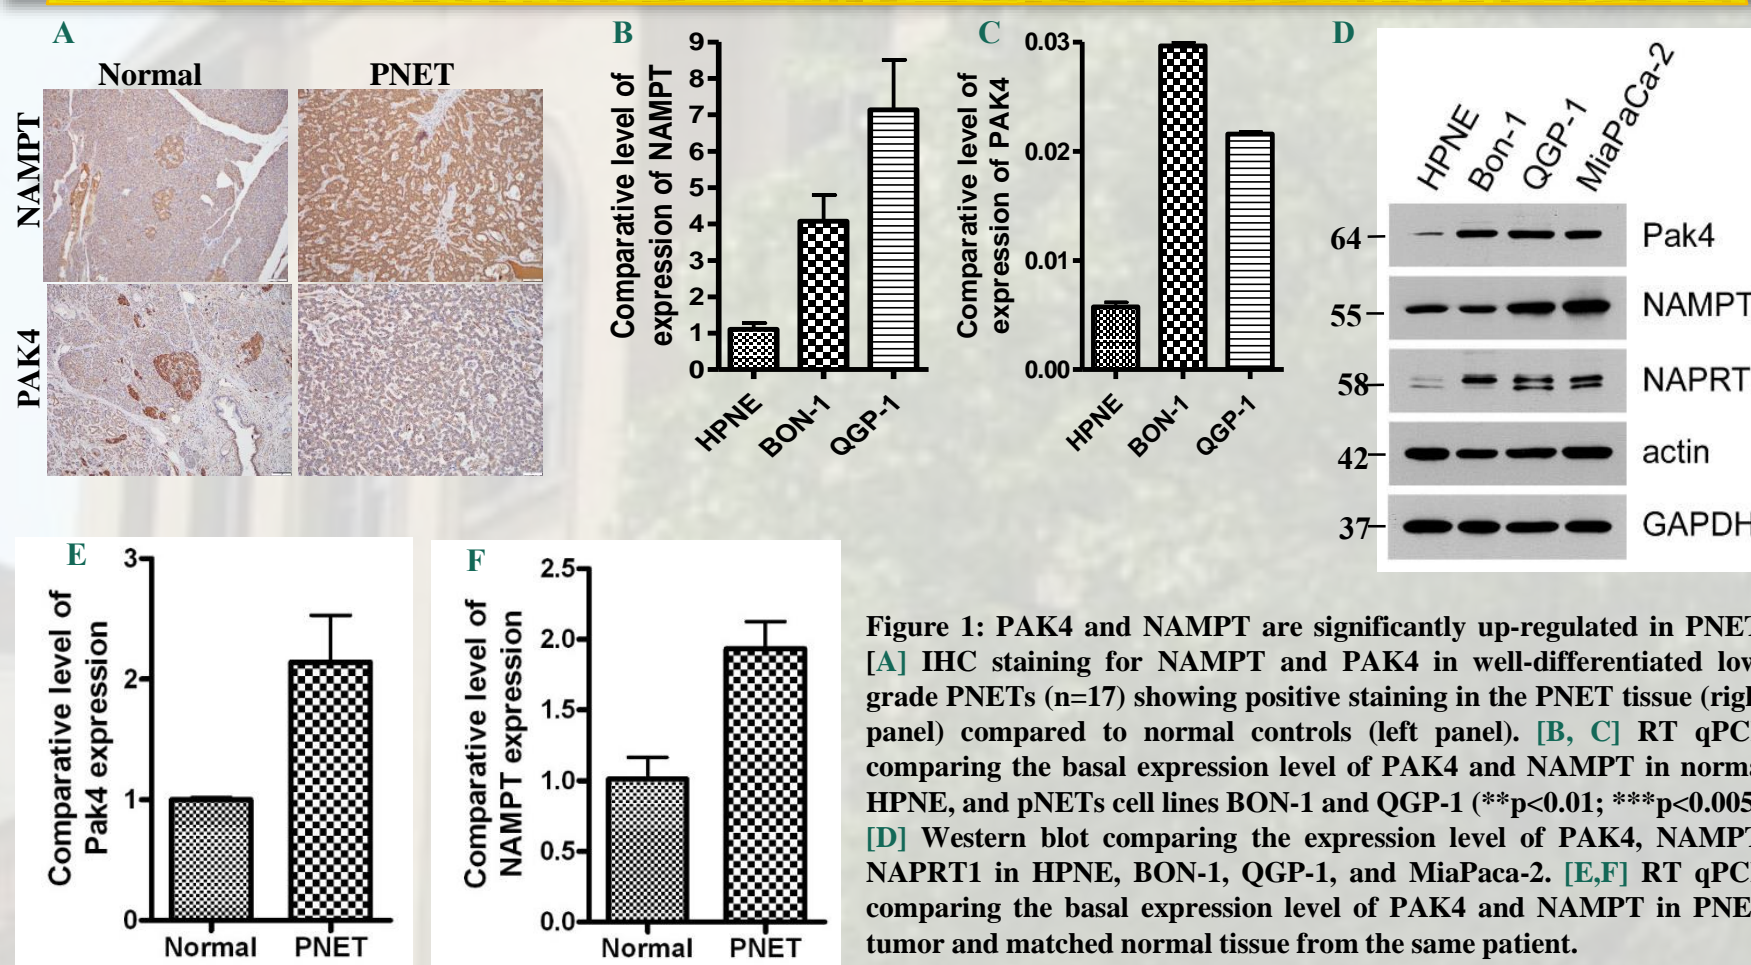 A
Normal
PNET
NAMPT
PAK4
B
Comparative level of
expression of NAMPT
9
8
7
6
5
4
3
2
1
0
HPNE
BON-1
QGP-1
C
Comparative level of
expression of PAK4
0.03
0.02
0.01
0.00
HPNE
BON-1
QGP-1
D
HPNE
Bon-1
QGP-1
MiaPaCa-2
64
Pak4
55
NAMPT
58
NAPRT
42
actin
37
GAPDH
E
Comparative level of
Pak4 expression
3
2
1
0
Normal
PNET
F
Comparative level of
NAMPT expression
2.5
2.0
1.5
1.0
0.5
0.0
Normal
PNET
Figure 1: PAK4 and NAMPT are significantly up-regulated in PNET
[A] IHC staining for NAMPT and PAK4 in well-differentiated low
grade PNETs (n=17) showing positive staining in the PNET tissue (righ
panel) compared to normal controls (left panel). [B, C] RT qPC
comparing the basal expression level of PAK4 and NAMPT in norma
HPNE, and pNETs cell lines BON-1 and QGP-1 (**p<0.01; ***p<0.005
[D] Western blot comparing the expression level of PAK4, NAMPT
NAPRT1 in HPNE, BON-1, QGP-1, and MiaPaca-2. [E,F] RT qPC
comparing the basal expression level of PAK4 and NAMPT in PNE
tumor and matched normal tissue from the same patient.